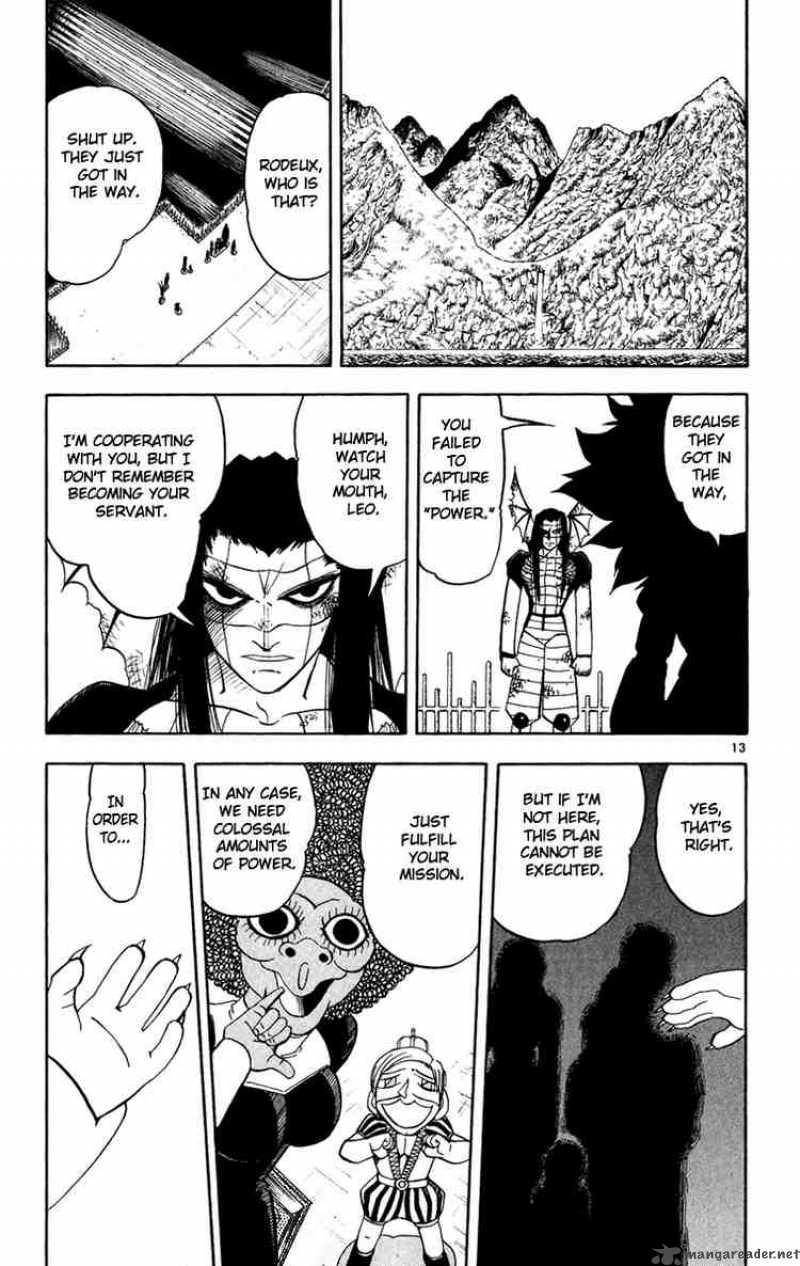 RODEUX,
WHO IS
THAT?
SHUT UP.
THEY JUST
GOT IN
THE WAY.
BECAUSE
THEY
GOT IN
THE
WAY,
YOU
FAILED
TO
CAPTURE
THE
"POWER."
HUMPH,
WATCH
YOUR
MOUTH,
LEO.
I'M COOPERATING
WITH YOU, BUT I
DON'T REMEMBER
BECOMING YOUR
SERVANT.
13
YES,
THAT'S
RIGHT.
BUT IF I'M
NOT HERE,
THIS PLAN
CANNOT BE
EXECUTED.
JUST
FULFILL
YOUR
MISSION.
IN ANY CASE,
WE NEED
COLOSSAL
AMOUNTS
OF POWER.
IN
ORDER
TO...
mangareader.net